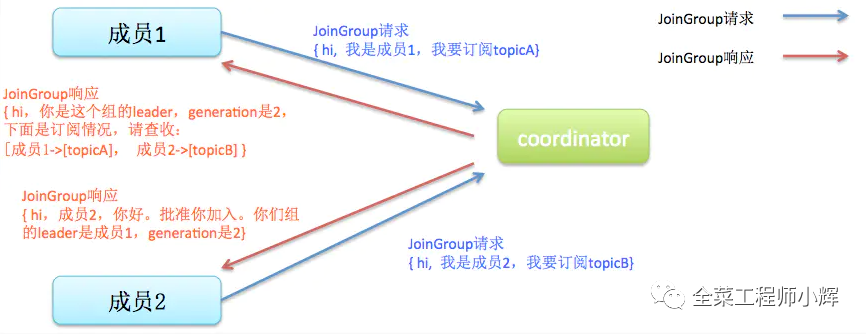 成员1
JoinGroup请求
{ hi, 我是成员1，我要订阅topicA}
JoinGroup请求
JoinGroup响应
JoinGroup响应
{ hi，你是这个组的leader，generation是2，
下面是订阅情况，请查收：
[成员1->[topicA]， 成员2->[topicB] }
coordinator
JoinGroup响应
{ hi，成员2，你好。批准你加入。你们组
的leader是成员1，generation是2}
JoinGroup请求
{ hi, 我是成员2，我要订阅topicB}
成员2
全菜工程师小辉